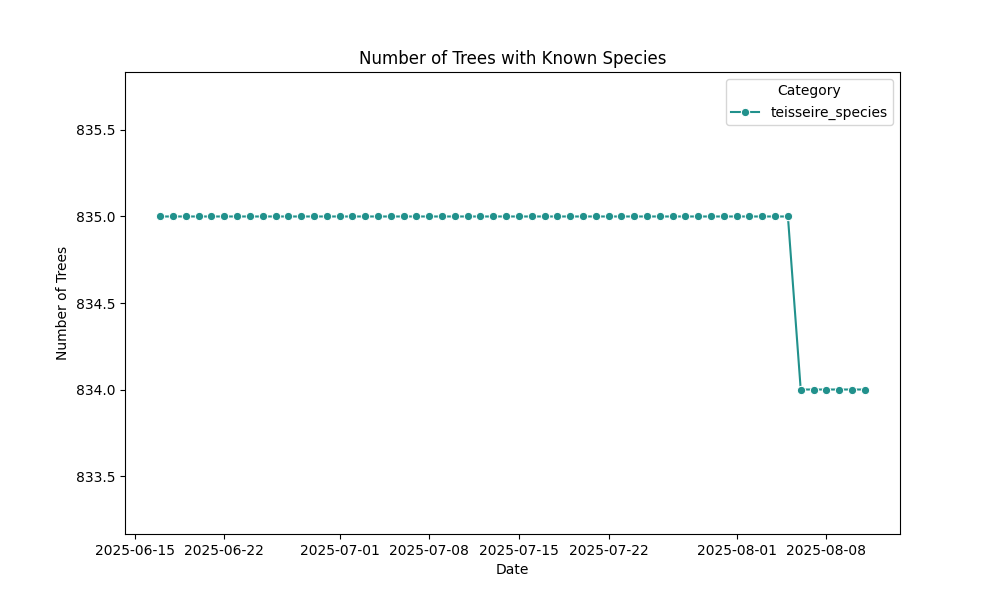 Number of Trees with Known Species
Category
teisseire_species
835.5
835.0
834.5
834.0
833.5
Number of Trees
2025-06-15 2025-06-22 2025-07-01 2025-07-08 2025-07-15 2025-07-22 2025-08-01 2025-08-08
Date